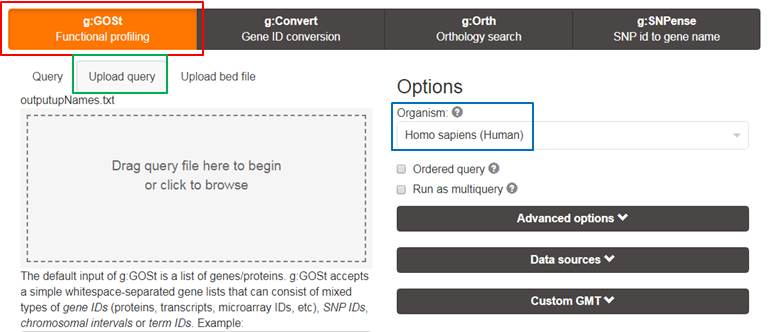 g:GOSt
Functional profiling
g:Convert
Gene ID conversion
g:Orth
Orthology search
g:SNPense
SNP id to gene name
Query
Upload query
Upload bed file
outputupNames.txt
Drag query file here to begin
or click to browse
The default input of g:GOSt is a list of genes/proteins. g:GOSt accepts
a simple whitespace-separated gene lists that can consist of mixed
types of gene IDs (proteins, transcripts, microarray IDs, etc), SNP IDs,
chromosomal intervals or term IDs. Example:
Options
Organism: ?
Homo sapiens (Human)
Ordered query ?
Run as multiquery ?
Advanced options
Data sources
Custom GMT